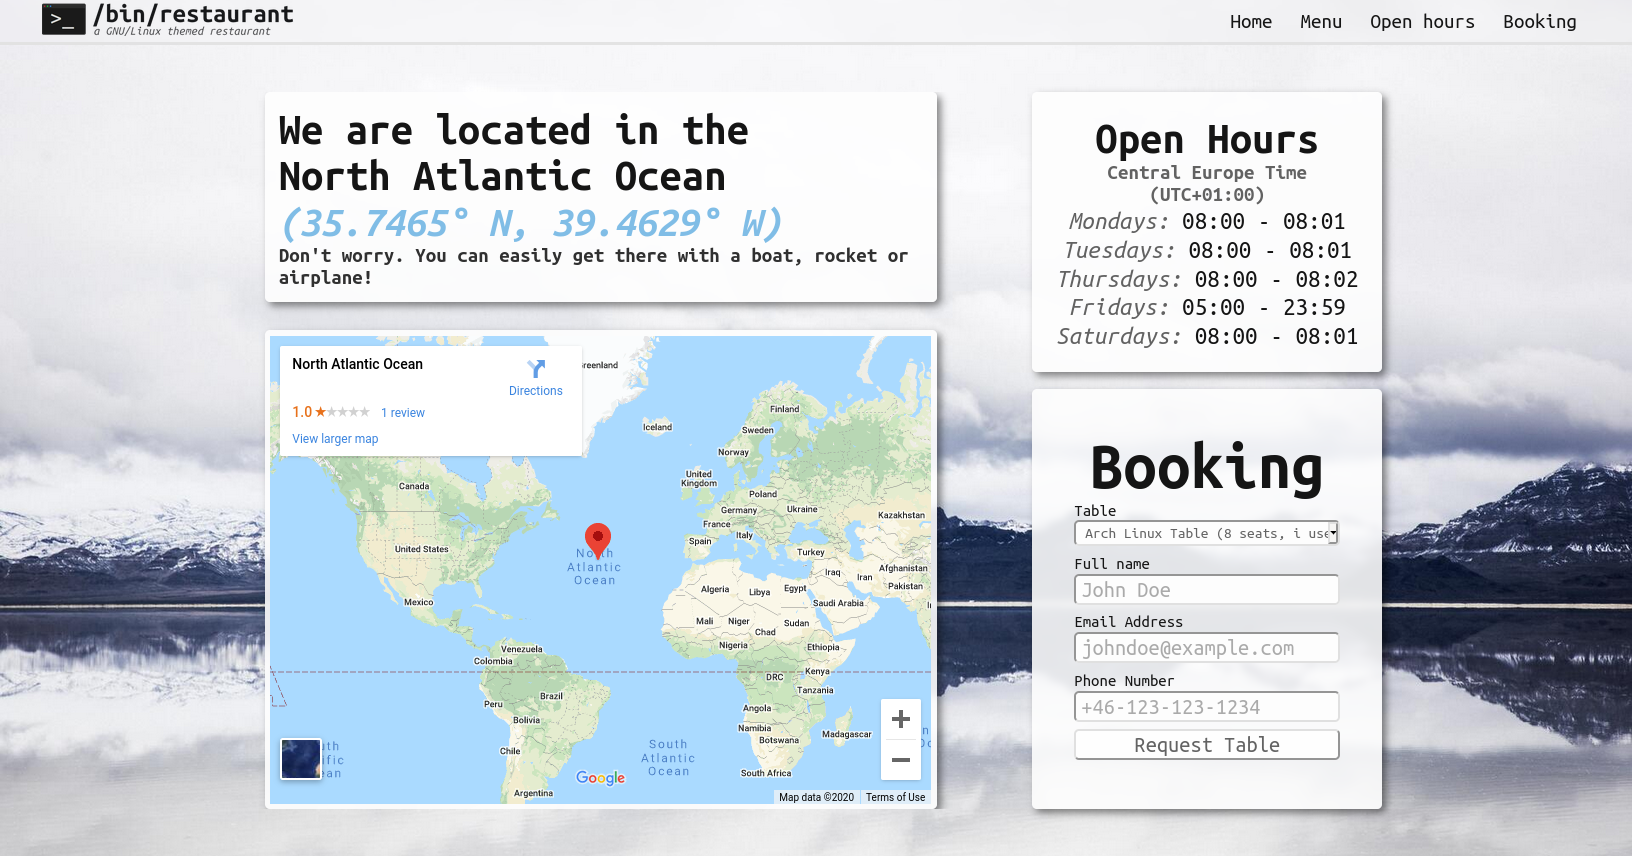 >_ /bin/restaurant
a GNU/Linux themed restaurant
Home Menu Open hours Booking
We are located in the
North Atlantic Ocean
(35.7465° N, 39.4629° W)
Don't worry. You can easily get there with a boat, rocket or
airplane!
North Atlantic Ocean
Directions
1.0 1 review
View larger map
Greenland
Iceland
Finland
Sweden
Norway
United
Kingdom
Canada
Poland
Germany
Ukraine
France
Kazakhstan
Spain
Italy
Turkey
United States
North
Atlantic
Ocean
Iraq
Iran
Afghanistan
Pakistan
Algeria
Libya
Egypt
Saudi Arabia
Mexico
Mali
Niger
Sudan
Chad
Nigeria
Ethiopia
Venezuela
Colombia
Kenya
DRC
Tanzania
Brazil
Peru
Angola
Bolivia
Namibia
Botswana
Madagascar
Chile
South
Atlantic
Ocean
South Africa
Argentina
Google
Map data ©2020 Terms of Use
Open Hours
Central Europe Time
(UTC+01:00)
Mondays: 08:00 - 08:01
Tuesdays: 08:00 - 08:01
Thursdays: 08:00 - 08:02
Fridays: 05:00 - 23:59
Saturdays: 08:00 - 08:01
Booking
Table
Arch Linux Table (8 seats, i use
Full name
John Doe
Email Address
johndoe@example.com
Phone Number
+46-123-123-1234
Request Table